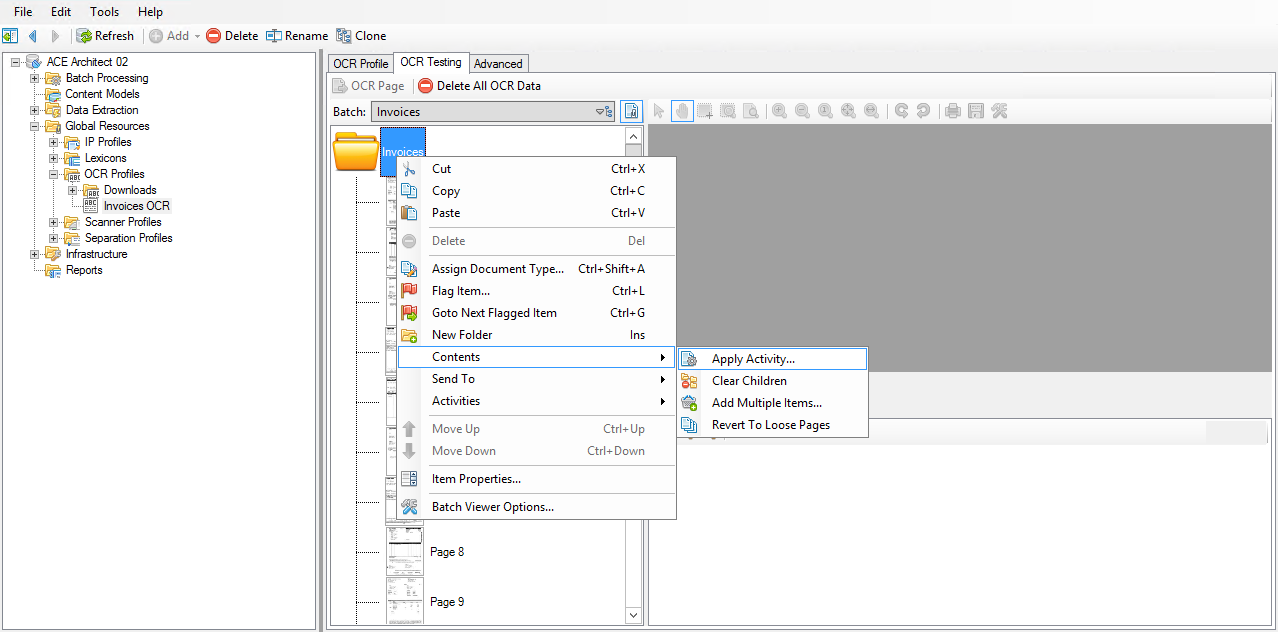 File Edit Tools Help
Refresh Add Delete Rename Clone
ACE Architect 02
Batch Processing
Content Models
Data Extraction
Global Resources
IP Profiles
Lexicons
OCR Profiles
Downloads
Invoices OCR
Scanner Profiles
Separation Profiles
Infrastructure
Reports
OCR Profile OCR Testing Advanced
OCR Page Delete All OCR Data
Batch: Invoices
Invoices
Cut Ctrl+X
Copy Ctrl+C
Paste Ctrl+V
Delete Del
Assign Document Type... Ctrl+Shift+A
Flag Item... Ctrl+L
Goto Next Flagged Item Ctrl+G
New Folder Ins
Contents
Send To
Activities
Move Up Ctrl+Up
Move Down Ctrl+Down
Item Properties...
Batch Viewer Options...
Apply Activity...
Clear Children
Add Multiple Items...
Revert To Loose Pages
Page 8
Page 9